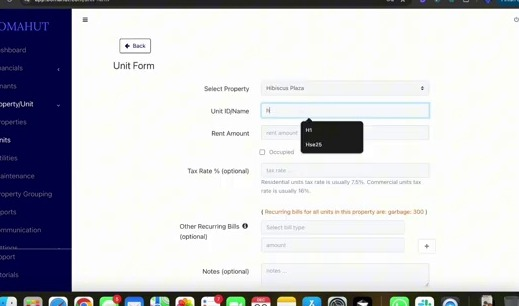 OMAHUT
shboard
nancials
nants
operty/Unit
operties
nits
tilities
aintenance
operty Grouping
ports
mmunication
pport
torials
← Back
Unit Form
Select Property
Hibiscus Plaza
Unit ID/Name
H
H1
Hse25
Rent Amount
rent amount
Occupied
Tax Rate % (optional)
tax rate ..
Residential units tax rate is usually 7.5%. Commercial units tax
rate is usually 16%.
( Recurring bills for all units in this property are: garbage: 300 )
Other Recurring Bills
(optional)
Select bill type
amount
+
Notes (optional)
notes ...